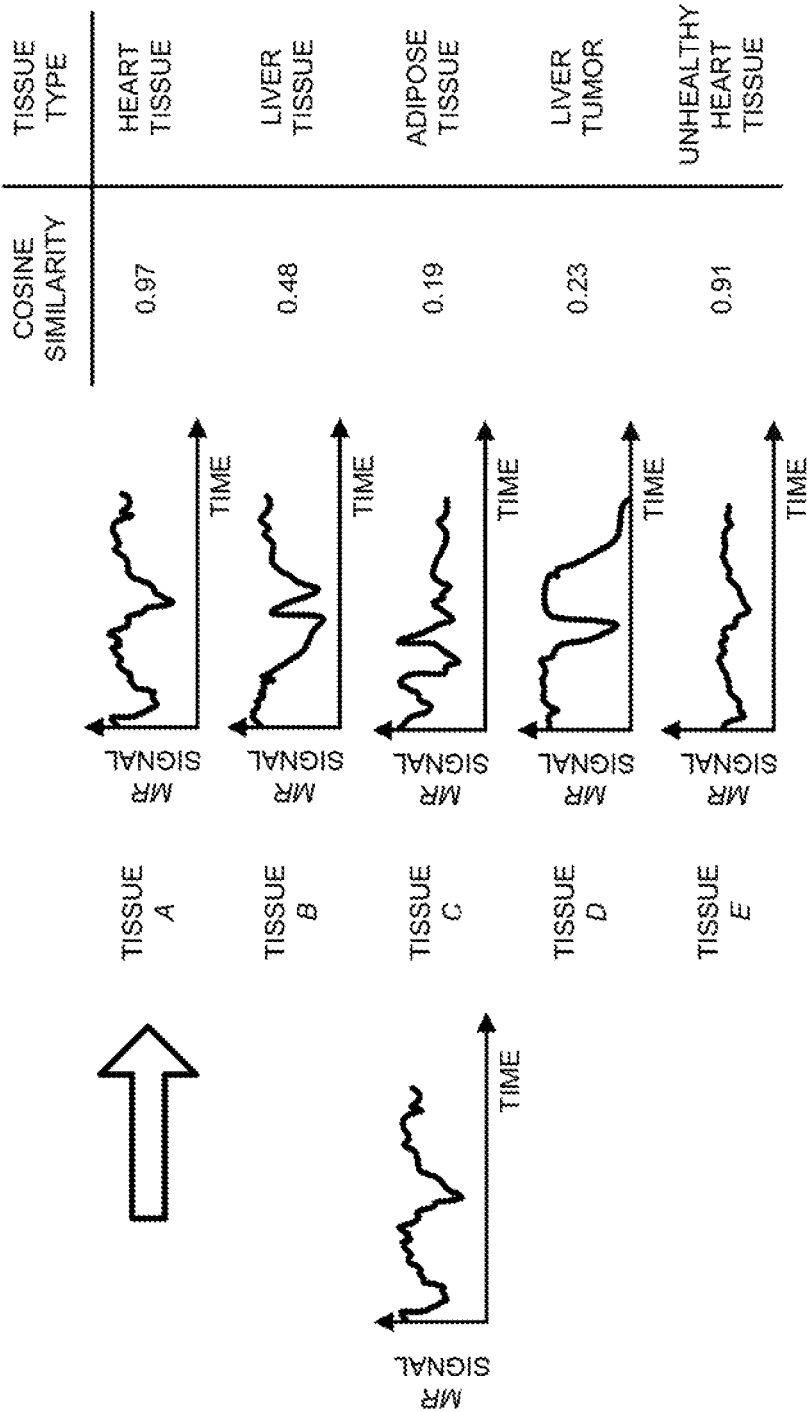 COSINE
SIMILARITY
TISSUE
TYPE
TISSUE
A
MR
SIGNAL
TIME
0.97
HEART
TISSUE
TISSUE
B
MR
SIGNAL
TIME
0.48
LIVER
TISSUE
MR
SIGNAL
TIME
TISSUE
C
MR
SIGNAL
TIME
0.19
ADIPOSE
TISSUE
TISSUE
D
MR
SIGNAL
TIME
0.23
LIVER
TUMOR
TISSUE
E
MR
SIGNAL
TIME
0.91
UNHEALTHY
HEART
TISSUE